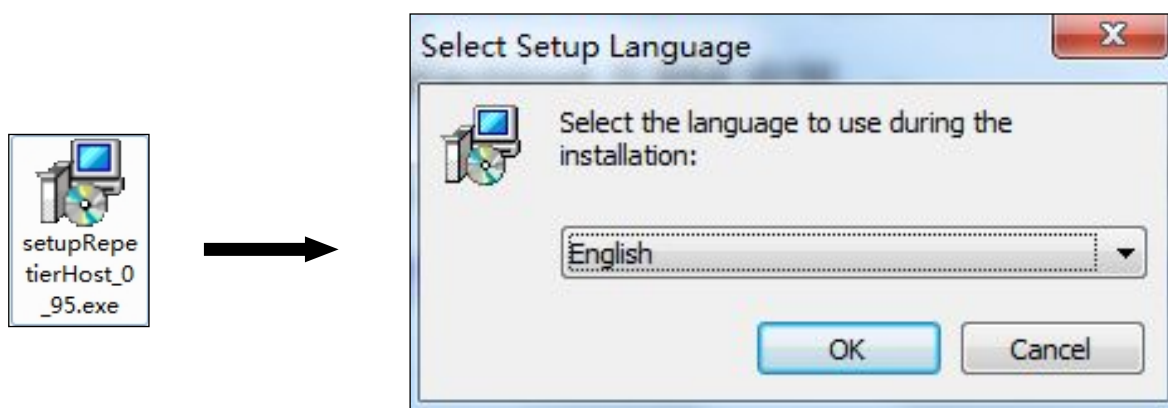 setupRepe
tierHost_0
_95.exe
Select Setup Language
Select the language to use during the
installation:
English
OK
Cancel